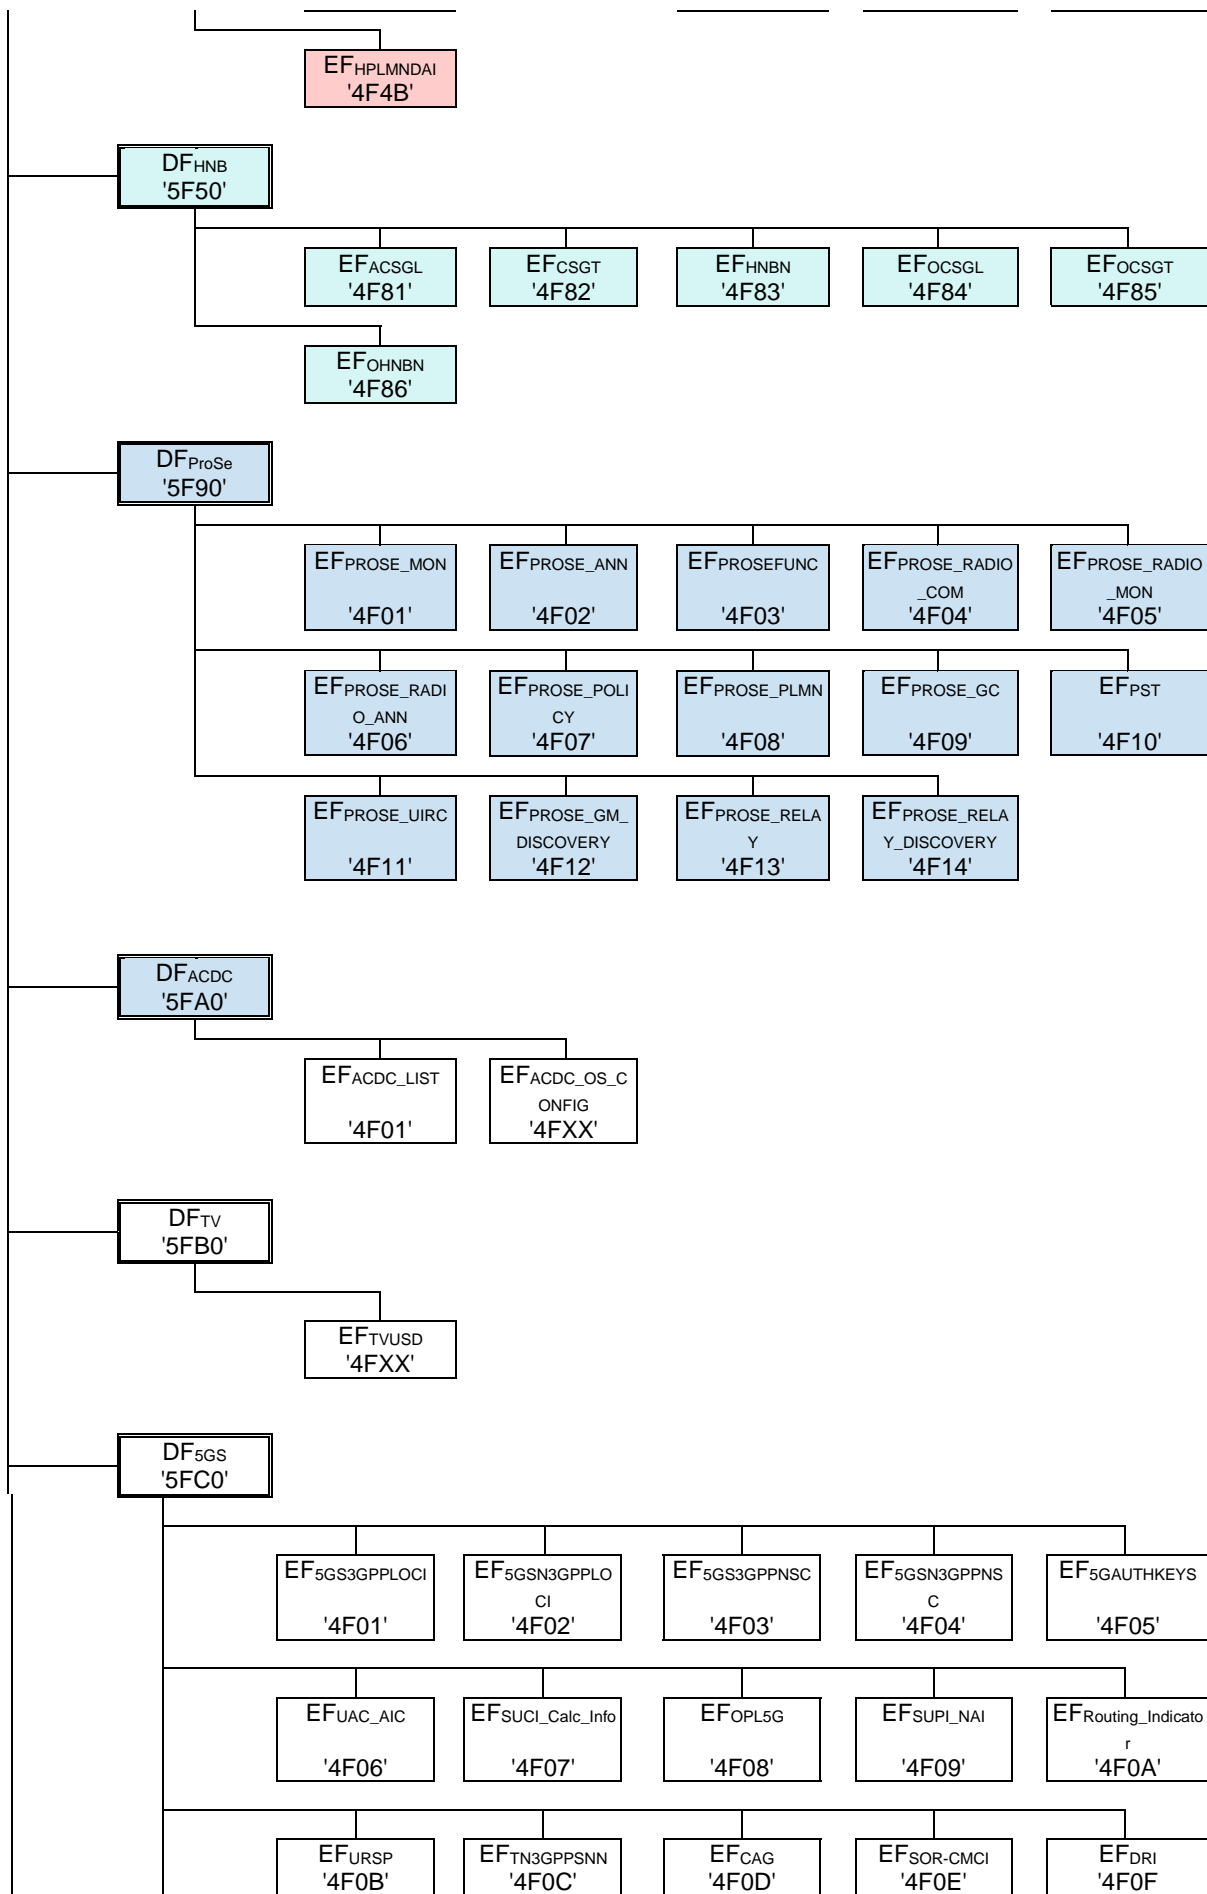 EFHPLMNDAI
'4F4B'
DFHNB
'5F50'
EFACSGL
'4F81'
EFCSGT
'4F82'
EFHNBN
'4F83'
EFOCSGL
'4F84'
EFOCSGT
'4F85'
EFOHNBN
'4F86'
DFProSe
'5F90'
EFPROSE_MON
'4F01'
EFPROSE_ANN
'4F02'
EFPROSEFUNC
'4F03'
EFPROSE_RADIO
_COM
'4F04'
EFPROSE_RADIO
_MON
'4F05'
EFPROSE_RADI
O_ANN
'4F06'
EFPROSE_POLI
CY
'4F07'
EFPROSE_PLMN
'4F08'
EFPROSE_GC
'4F09'
EFPST
'4F10'
EFPROSE_UIRC
'4F11'
EFPROSE_GM_
DISCOVERY
'4F12'
EFPROSE_RELA
Y
'4F13'
EFPROSE_RELA
Y_DISCOVERY
'4F14'
DFACDC
'5FA0'
EFACDC_LIST
'4F01'
EFACDC_OS_C
ONFIG
'4FXX'
DFTV
'5FB0'
EFTVUSD
'4FXX'
DF5GS
'5FC0'
EF5GS3GPPLOCI
'4F01'
EF5GSN3GPPLO
CI
'4F02'
EF5GS3GPPNSC
'4F03'
EF5GSN3GPPNS
C
'4F04'
EF5GAUTHKEYS
'4F05'
EFUAC_AIC
'4F06'
EFSUCI_Calc_Info
'4F07'
EFOPL5G
'4F08'
EFSUPI_NAI
'4F09'
EFRouting_Indicato
r
'4F0A'
EFURSP
'4F0B'
EFTN3GPPSNN
'4F0C'
EFCAG
'4F0D'
EFSOR-CMCI
'4F0E'
EFDRI
'4F0F